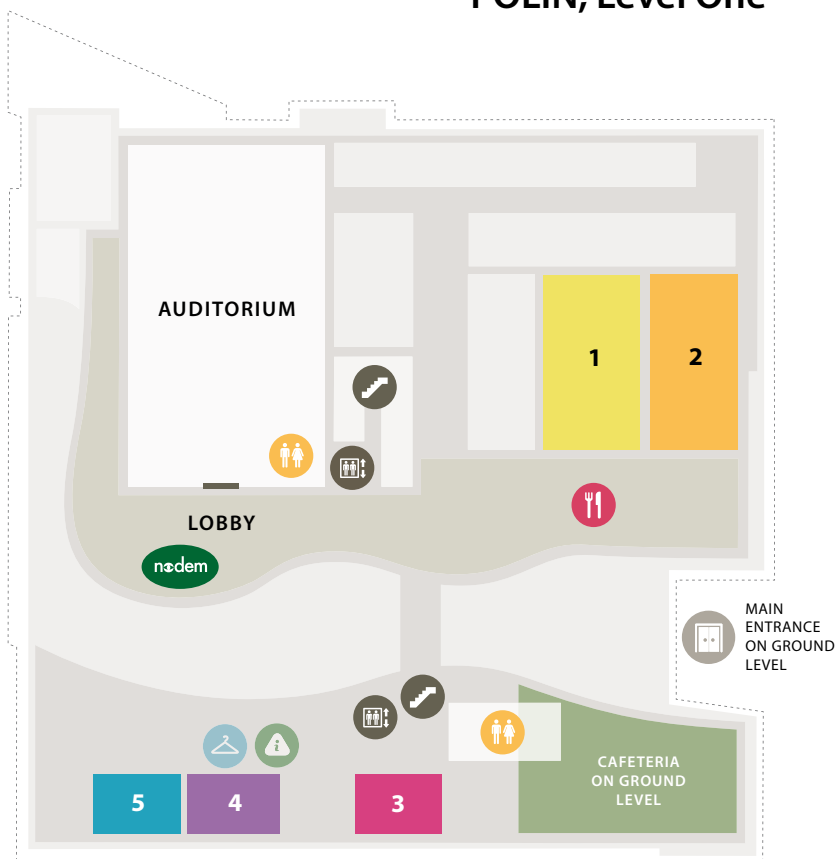 POLIN, Level One
AUDITORIUM
1
2
LOBBY
nodem
MAIN
ENTRANCE
ON GROUND
LEVEL
i
CAFETERIA
ON GROUND
LEVEL
5
4
3